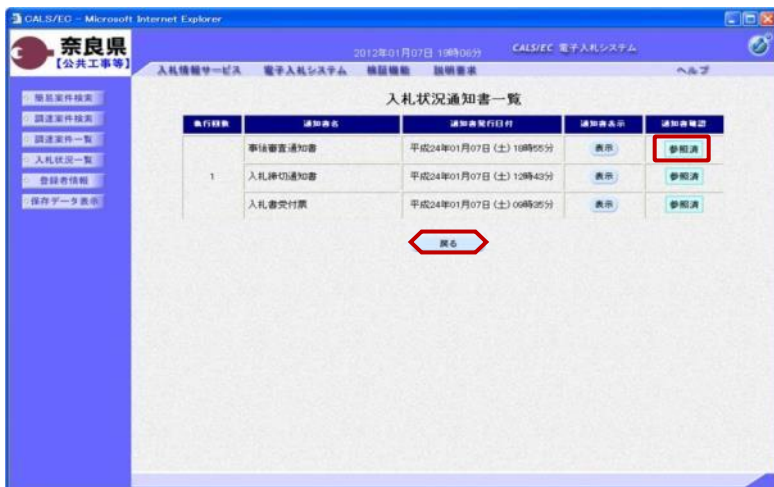 CALS/EC - Microsoft Internet Explorer
奈良県
【公共工事等】
2012年01月07日 19時06分
CALS/EC 電子入札システム
入札情報サービス 電子入札システム 検証機能 説明要求 ヘルプ
簡易案件検索
調達案件検索
調達案件一覧
入札状況一覧
登録者情報
保存データ表示
入札状況通知書一覧
執行回数 通知書名 通知書発行日付 通知書表示 通知書確認
事後審査通知書 平成24年01月07日（土）18時55分 表示 参照済
1 入札締切通知書 平成24年01月07日（土）12時43分 表示 参照済
入札書受付票 平成24年01月07日（土）09時35分 表示 参照済
戻る